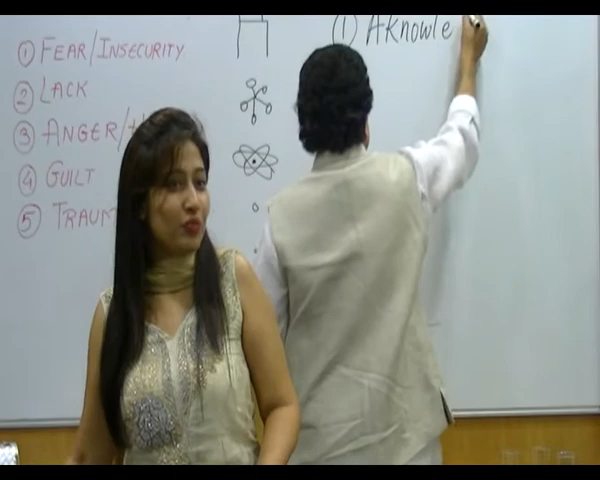 ① FEAR/INSECURITY
② LACK
③ ANGER/
④ GUILT
⑤ TRAUM
① Aknowle